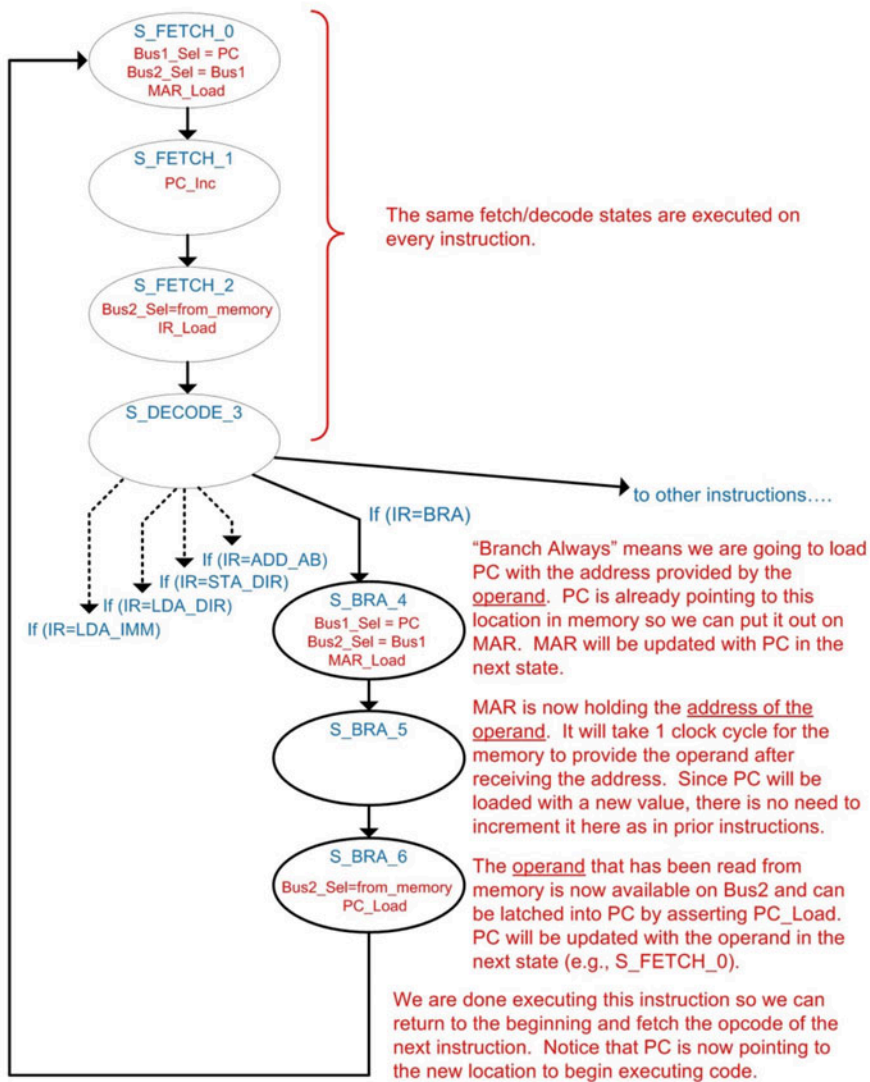 S_FETCH_0
Bus1_Sel = PC
Bus2_Sel = Bus1
MAR_Load
S_FETCH_1
PC_Inc
The same fetch/decode states are executed on
every instruction.
S_FETCH_2
Bus2_Sel=from_memory
IR_Load
S_DECODE_3
to other instructions….
If (IR=BRA)
If (IR=ADD_AB)
If (IR=STA_DIR)
If (IR=LDA_DIR)
If (IR=LDA_IMM)
S_BRA_4
Bus1_Sel = PC
Bus2_Sel = Bus1
MAR_Load
“Branch Always” means we are going to load
PC with the address provided by the
operand. PC is already pointing to this
location in memory so we can put it out on
MAR. MAR will be updated with PC in the
next state.
S_BRA_5
MAR is now holding the address of the
operand. It will take 1 clock cycle for the
memory to provide the operand after
receiving the address. Since PC will be
loaded with a new value, there is no need to
increment it here as in prior instructions.
S_BRA_6
Bus2_Sel=from_memory
PC_Load
The operand that has been read from
memory is now available on Bus2 and can
be latched into PC by asserting PC_Load.
PC will be updated with the operand in the
next state (e.g., S_FETCH_0).
We are done executing this instruction so we can
return to the beginning and fetch the opcode of the
next instruction. Notice that PC is now pointing to
the new location to begin executing code.